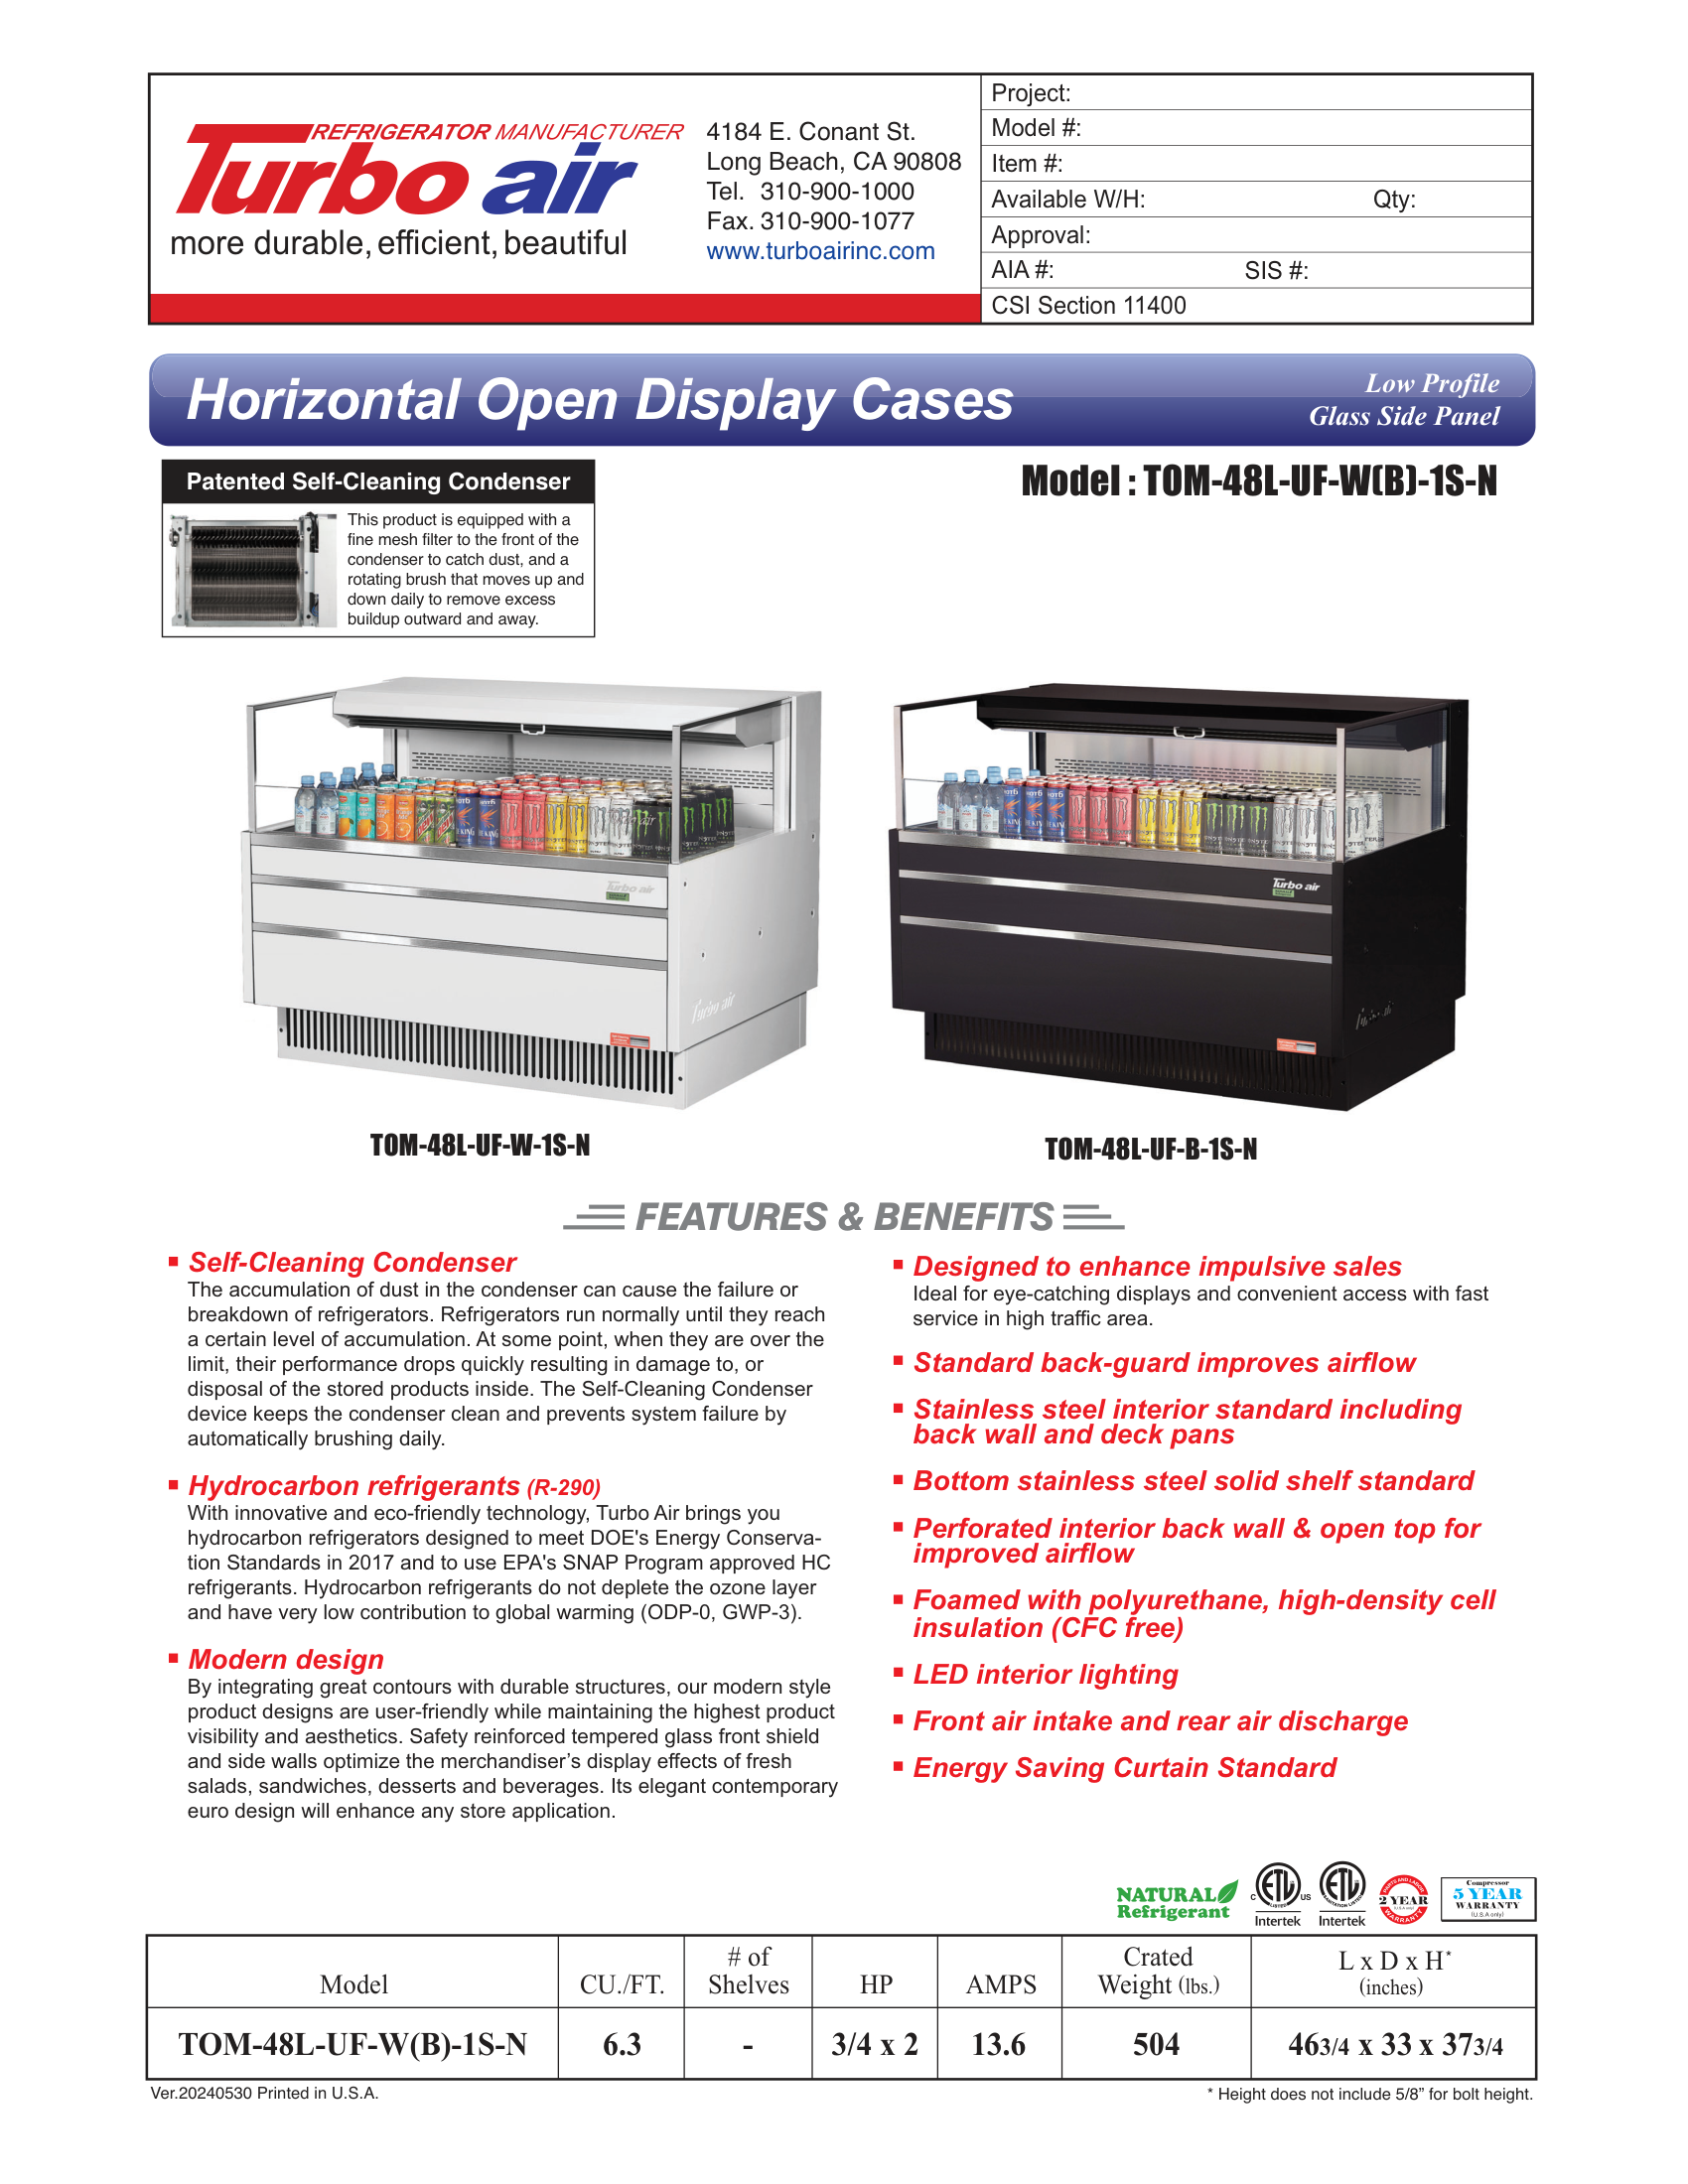 REFRIGERATOR MANUFACTURER
Turbo air
more durable, efficient, beautiful
4184 E. Conant St.
Long Beach, CA 90808
Tel. 310-900-1000
Fax. 310-900-1077
www.turboairinc.com
Project:
Model #:
Item #:
Available W/H: Qty:
Approval:
AIA #: SIS #:
CSI Section 11400
Horizontal Open Display Cases
Low Profile
Glass Side Panel
Patented Self-Cleaning Condenser
This product is equipped with a
fine mesh filter to the front of the
condenser to catch dust, and a
rotating brush that moves up and
down daily to remove excess
buildup outward and away.
Model : TOM-48L-UF-W(B)-1S-N
Turbo air
Turbo air
Turbo air
TOM-48L-UF-W-1S-N
TOM-48L-UF-B-1S-N
FEATURES & BENEFITS
Self-Cleaning Condenser
The accumulation of dust in the condenser can cause the failure or
breakdown of refrigerators. Refrigerators run normally until they reach
a certain level of accumulation. At some point, when they are over the
limit, their performance drops quickly resulting in damage to, or
disposal of the stored products inside. The Self-Cleaning Condenser
device keeps the condenser clean and prevents system failure by
automatically brushing daily.
Hydrocarbon refrigerants (R-290)
With innovative and eco-friendly technology, Turbo Air brings you
hydrocarbon refrigerators designed to meet DOE's Energy Conserva-
tion Standards in 2017 and to use EPA's SNAP Program approved HC
refrigerants. Hydrocarbon refrigerants do not deplete the ozone layer
and have very low contribution to global warming (ODP-0, GWP-3).
Modern design
By integrating great contours with durable structures, our modern style
product designs are user-friendly while maintaining the highest product
visibility and aesthetics. Safety reinforced tempered glass front shield
and side walls optimize the merchandiser’s display effects of fresh
salads, sandwiches, desserts and beverages. Its elegant contemporary
euro design will enhance any store application.
Designed to enhance impulsive sales
Ideal for eye-catching displays and convenient access with fast
service in high traffic area.
Standard back-guard improves airflow
Stainless steel interior standard including
back wall and deck pans
Bottom stainless steel solid shelf standard
Perforated interior back wall & open top for
improved airflow
Foamed with polyurethane, high-density cell
insulation (CFC free)
LED interior lighting
Front air intake and rear air discharge
Energy Saving Curtain Standard
NATURAL
Refrigerant
C ETL US
LISTED
Intertek
ETL
SANITATION LISTED
Intertek
PARTS AND LABOR
2 YEAR
(U.S.A only)
WARRANTY
Compressor
5 YEAR
WARRANTY
(U.S.A only)
Model CU./FT. # of Shelves HP AMPS Crated Weight (lbs.) L x D x H* (inches)
TOM-48L-UF-W(B)-1S-N 6.3 - 3/4 x 2 13.6 504 463/4 x 33 x 373/4
Ver.20240530 Printed in U.S.A.
* Height does not include 5/8” for bolt height.